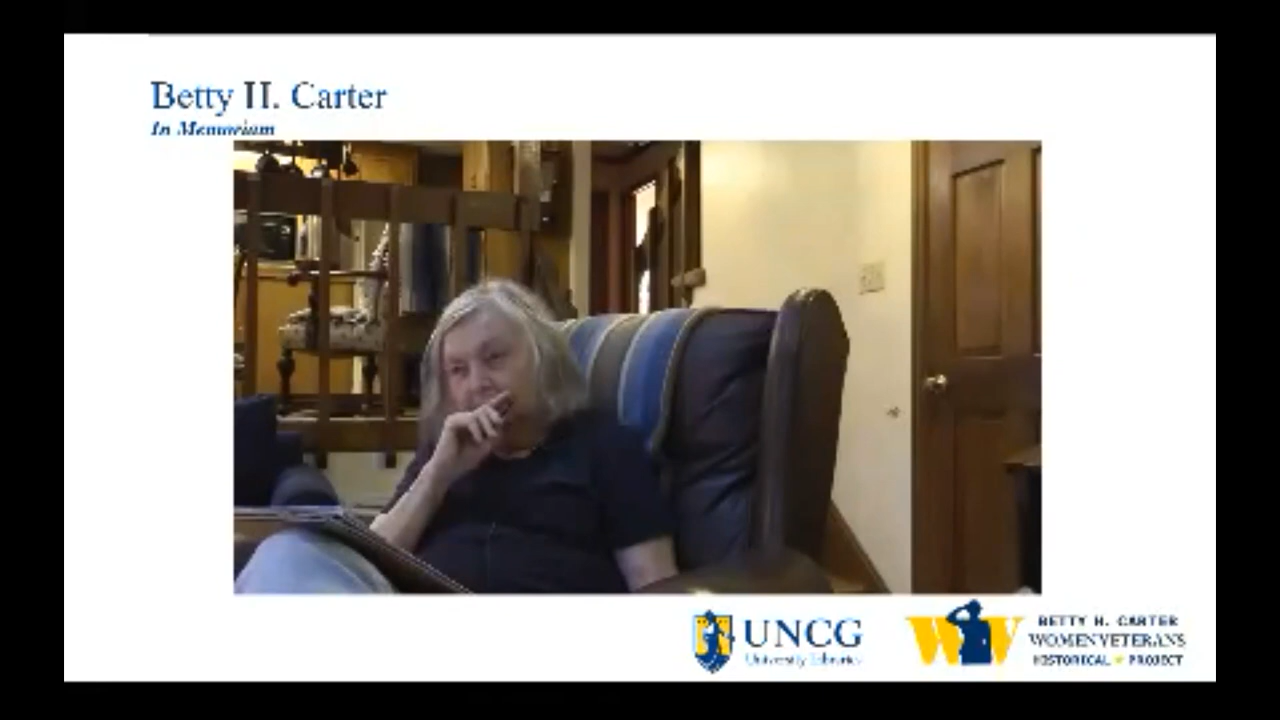 Betty H. Carter
In Memoriam
UNCG
University Libraries
BETTY H. CARTER
WOMEN VETERANS
HISTORICAL PROJECT